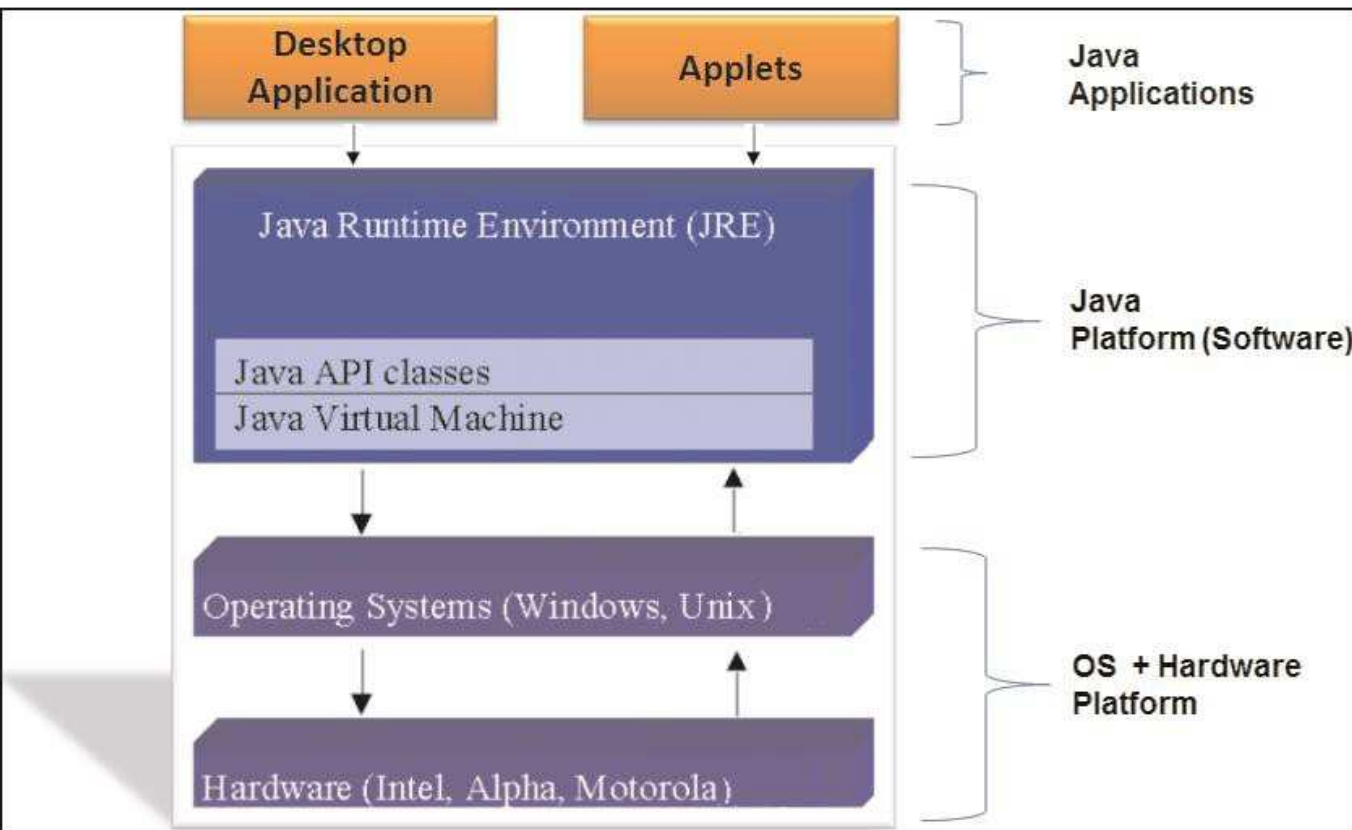 Desktop
Application
Applets
Java
Applications
Java Runtime Environment (JRE)
Java API classes
Java Virtual Machine
Java
Platform (Software)
Operating Systems (Windows, Unix)
OS + Hardware
Platform
Hardware (Intel, Alpha, Motorola)